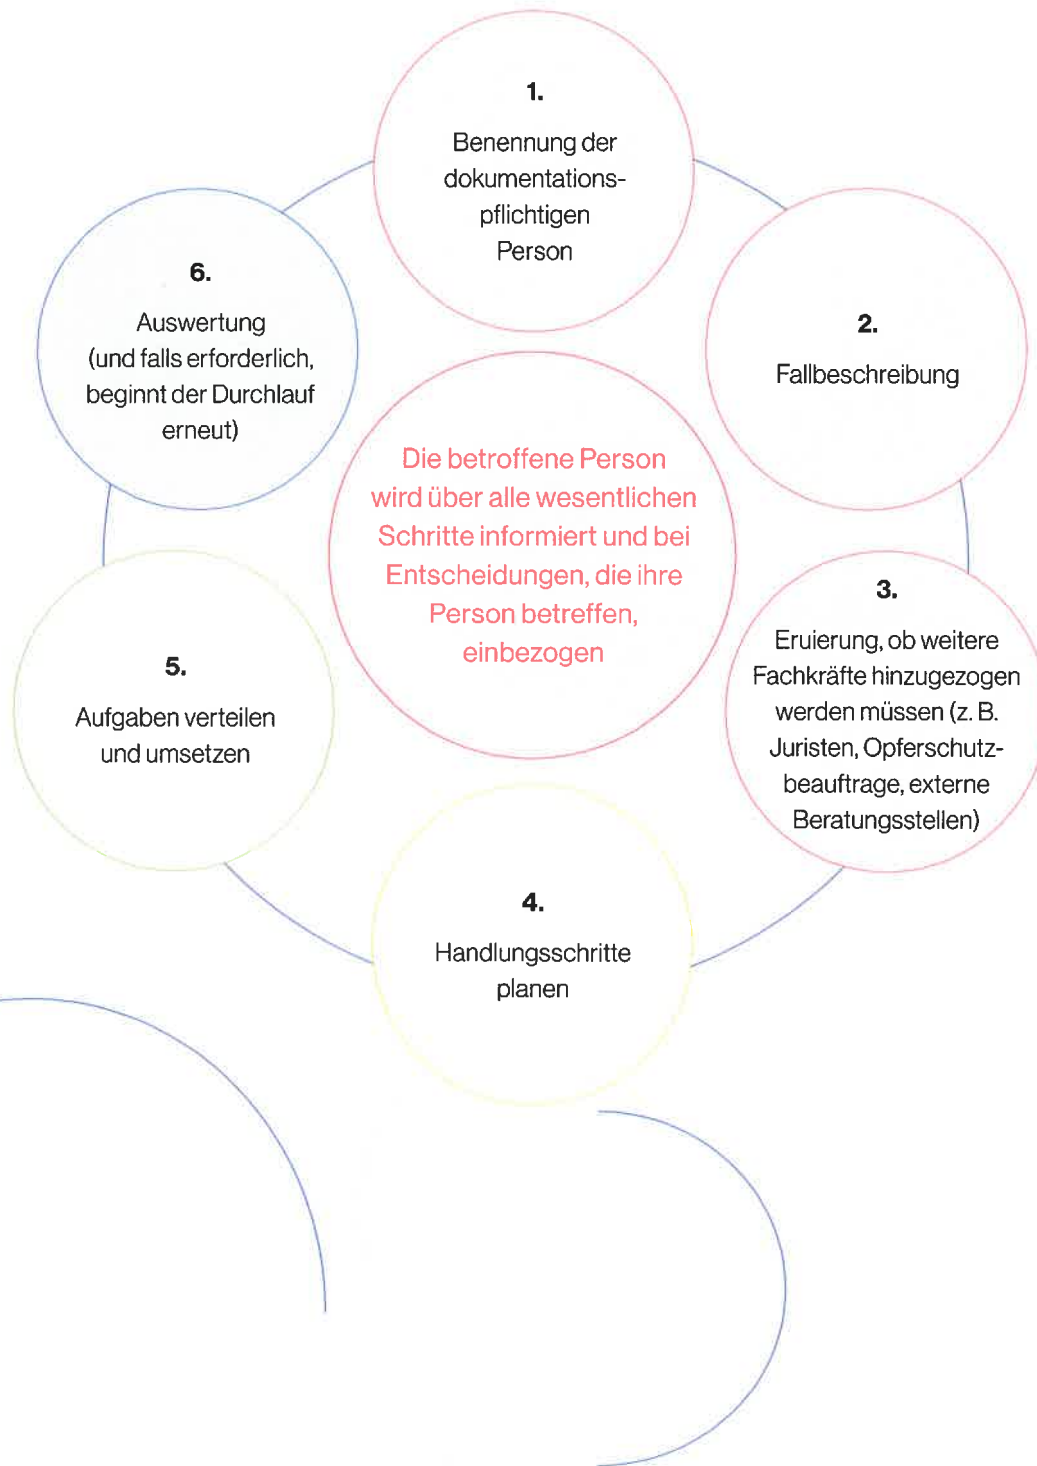 1.
Benennung der
dokumentations-
pflichtigen
Person
2.
Fallbeschreibung
3.
Eruierung, ob weitere
Fachkräfte hinzugezogen
werden müssen (z. B.
Juristen, Opferschutz-
beauftrage, externe
Beratungsstellen)
4.
Handlungsschritte
planen
5.
Aufgaben verteilen
und umsetzen
6.
Auswertung
(und falls erforderlich,
beginnt der Durchlauf
erneut)
Die betroffene Person
wird über alle wesentlichen
Schritte informiert und bei
Entscheidungen, die ihre
Person betreffen,
einbezogen